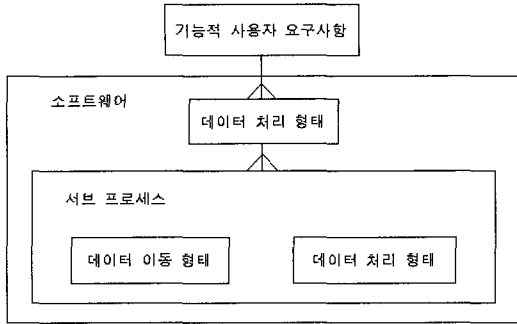 기능적 사용자 요구사항
소프트웨어
데이터 처리 형태
서브 프로세스
데이터 이동 형태
데이터 처리 형태